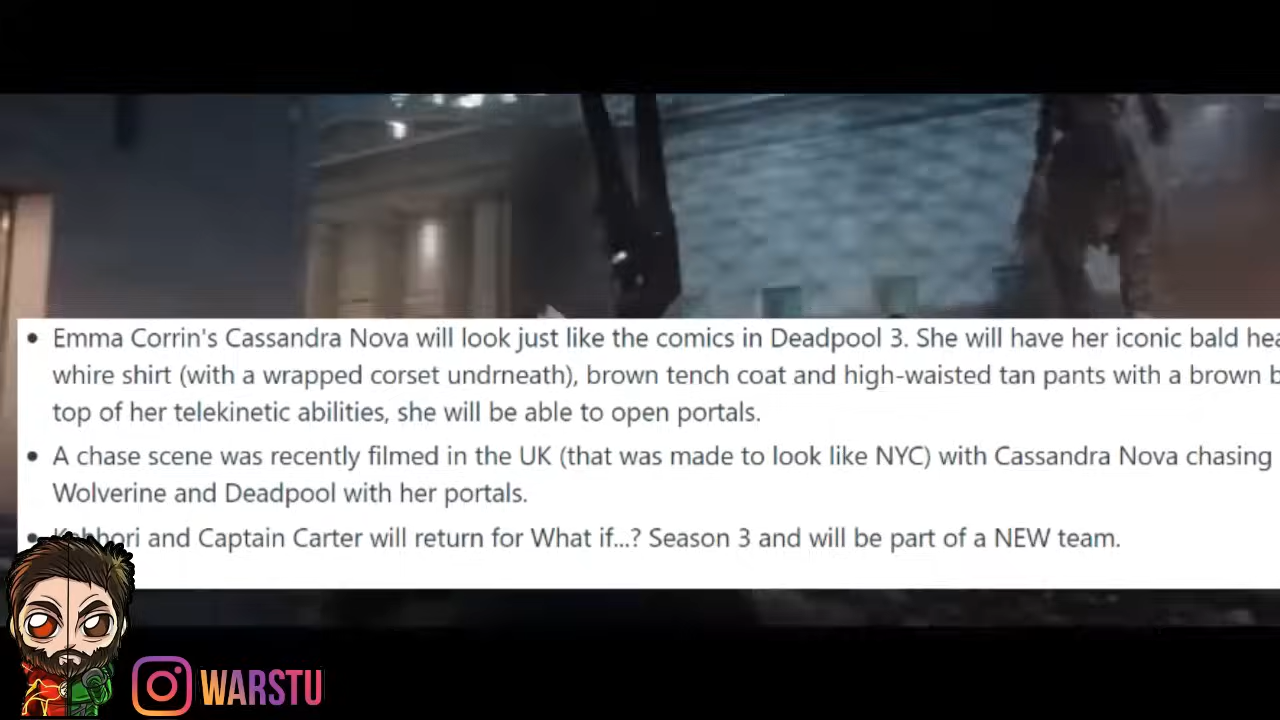 Emma Corrin's Cassandra Nova will look just like the comics in Deadpool 3. She will have her iconic bald hea
whire shirt (with a wrapped corset undrneath), brown tench coat and high-waisted tan pants with a brown b
top of her telekinetic abilities, she will be able to open portals.
A chase scene was recently filmed in the UK (that was made to look like NYC) with Cassandra Nova chasing
Wolverine and Deadpool with her portals.
and Captain Carter will return for What if...? Season 3 and will be part of a NEW team.
WARSTU